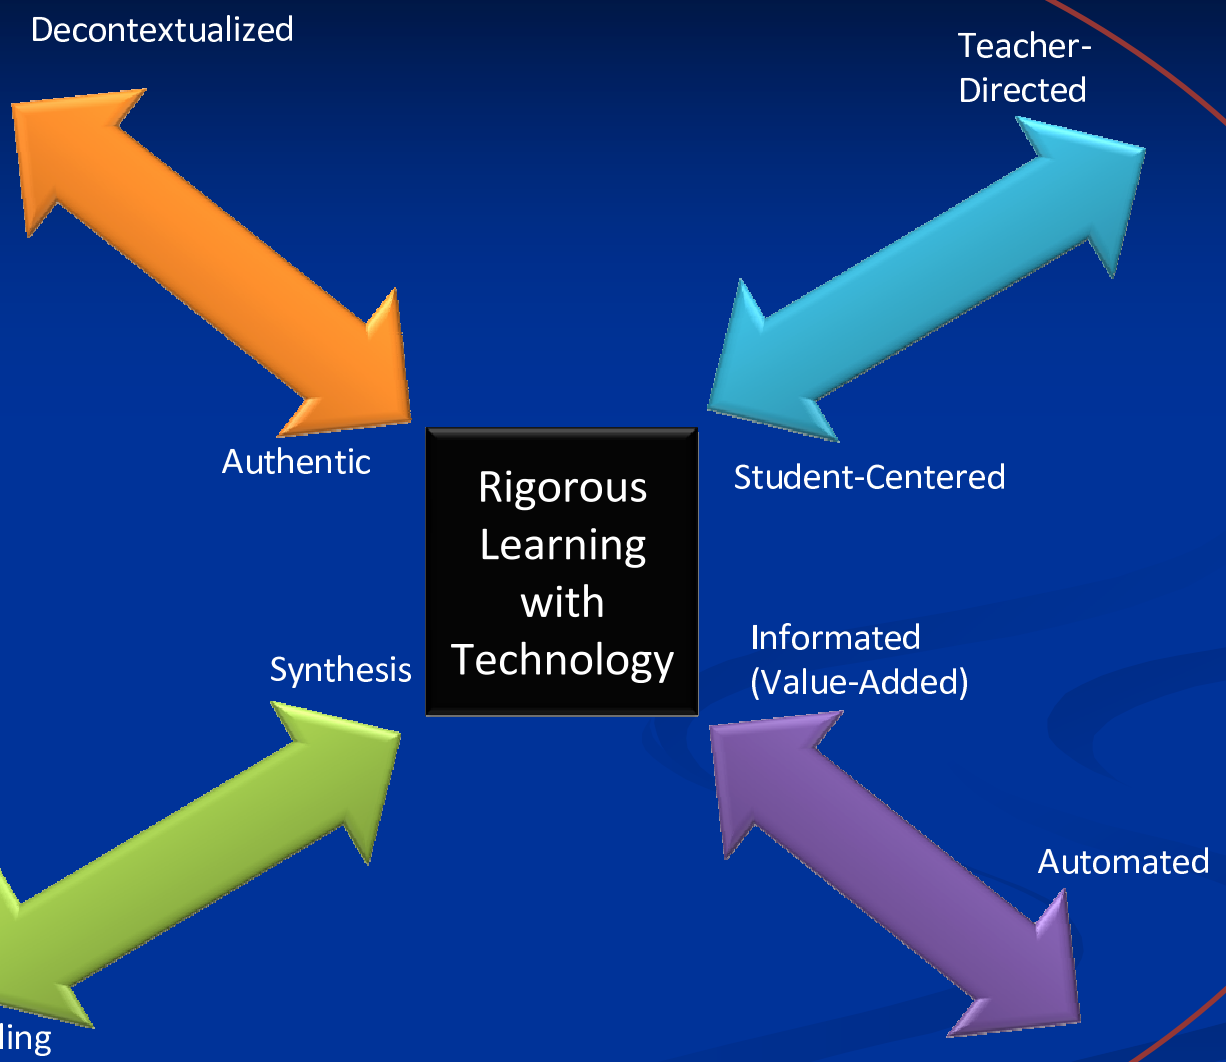 Decontextualized
Teacher-
Directed
Authentic
Student-Centered
Rigorous
Learning
with
Technology
Synthesis
Informated
(Value-Added)
Automated